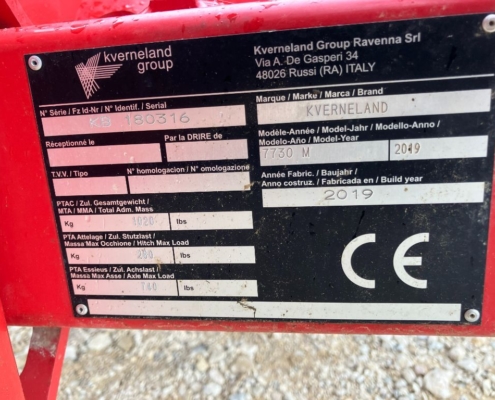 kverneland
group
Kverneland Group Ravenna Srl
Via A. De Gasperi 34
48026 Russi (RA) ITALY
N° Série / Fz Id-Nr / N° Identif. / Serial
180316
Réceptionné le
Par la DRIRE de
T.V.V. / Tipo
N° homologacion / N° omologazione
PTAC / Zul. Gesamtgewicht /
MTA / MMA / Total Adm. Mass
Kg
lbs
PTA Attelage / Zul. Stutzlast /
Massa Max Occhione / Hitch Max Load
Kg
lbs
PTA Essieus / Zul. Achslast /
Massa Max Asse / Axle Max Load
Kg
lbs
Marque / Marke / Marca / Brand
KVERNELAND
Modèle-Année / Model-Jahr / Modello-Anno /
Modelo-Año / Model-Year
7730 M 2019
Année Fabric. / Baujahr /
Anno costruz. / Fabricada en / Build year
2019
CE